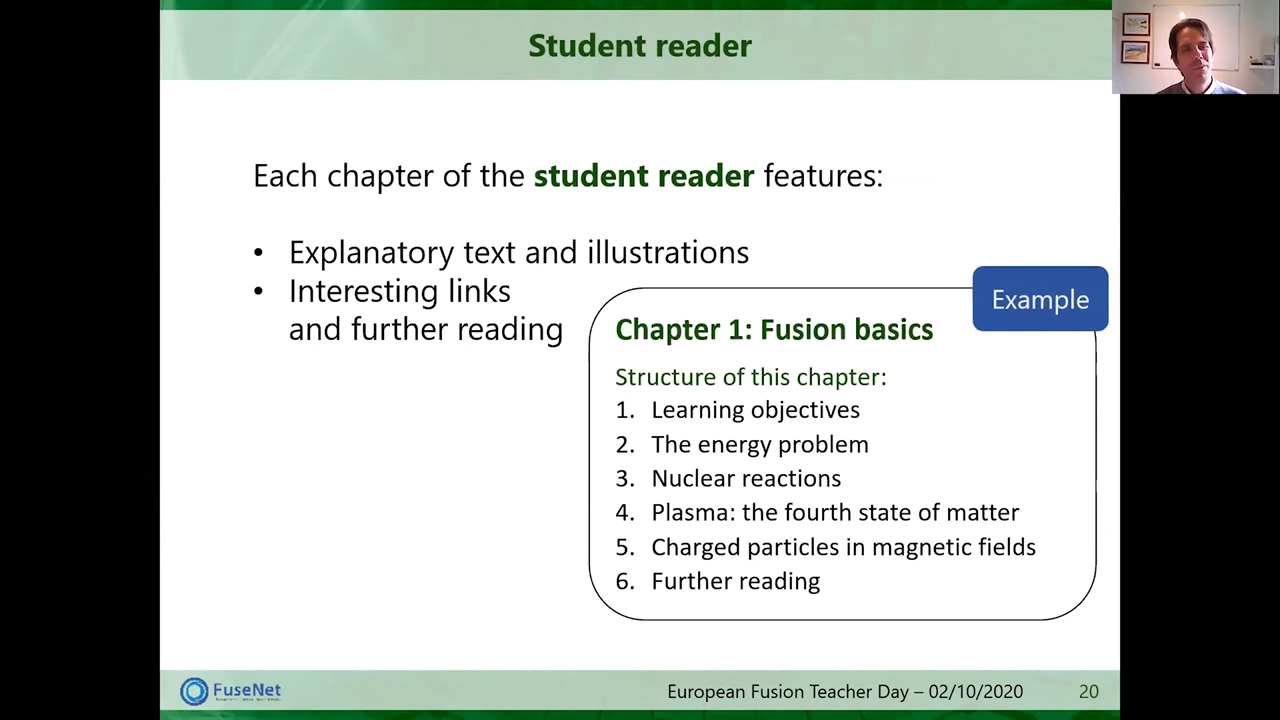 Student reader
Each chapter of the student reader features:
• Explanatory text and illustrations
• Interesting links
and further reading
Example
Chapter 1: Fusion basics
Structure of this chapter:
1. Learning objectives
2. The energy problem
3. Nuclear reactions
4. Plasma: the fourth state of matter
5. Charged particles in magnetic fields
6. Further reading
FuseNet
European Fusion Teacher Day – 02/10/2020
20